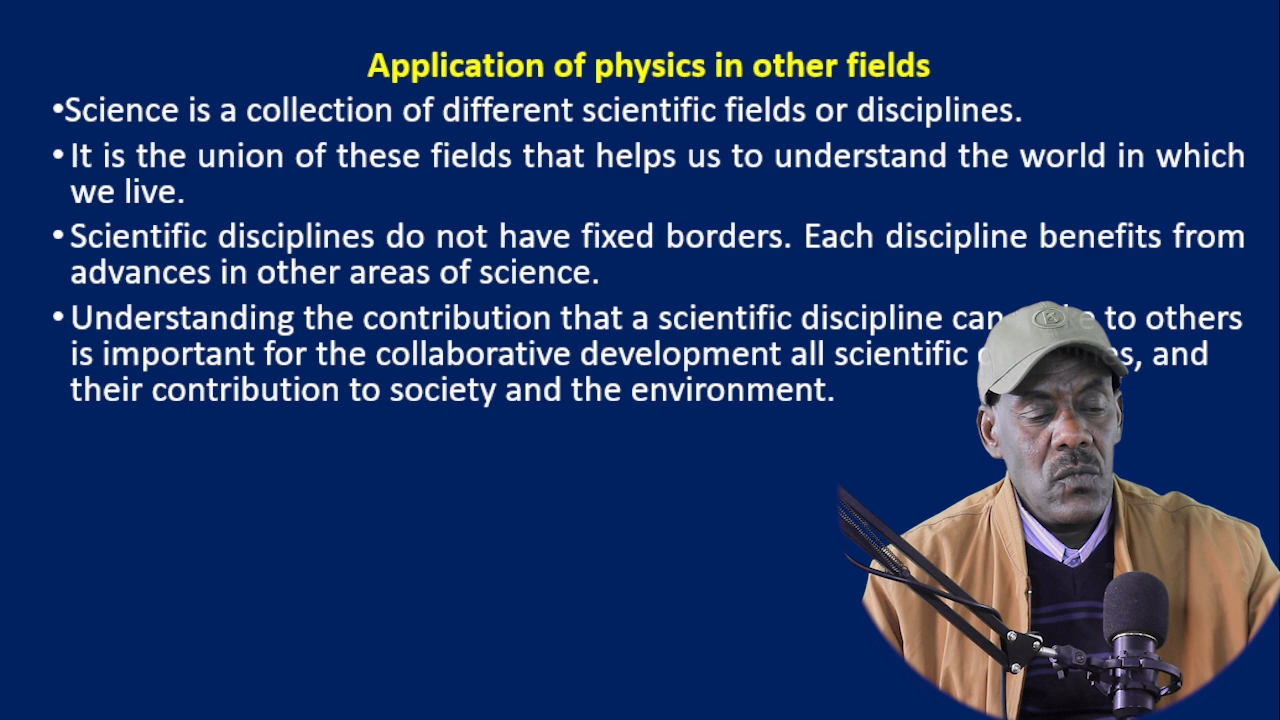 Application of physics in other fields
•Science is a collection of different scientific fields or disciplines.
• It is the union of these fields that helps us to understand the world in which
we live.
• Scientific disciplines do not have fixed borders. Each discipline benefits from
advances in other areas of science.
• Understanding the contribution that a scientific discipline can to others
is important for the collaborative development all scientific and
their contribution to society and the environment.